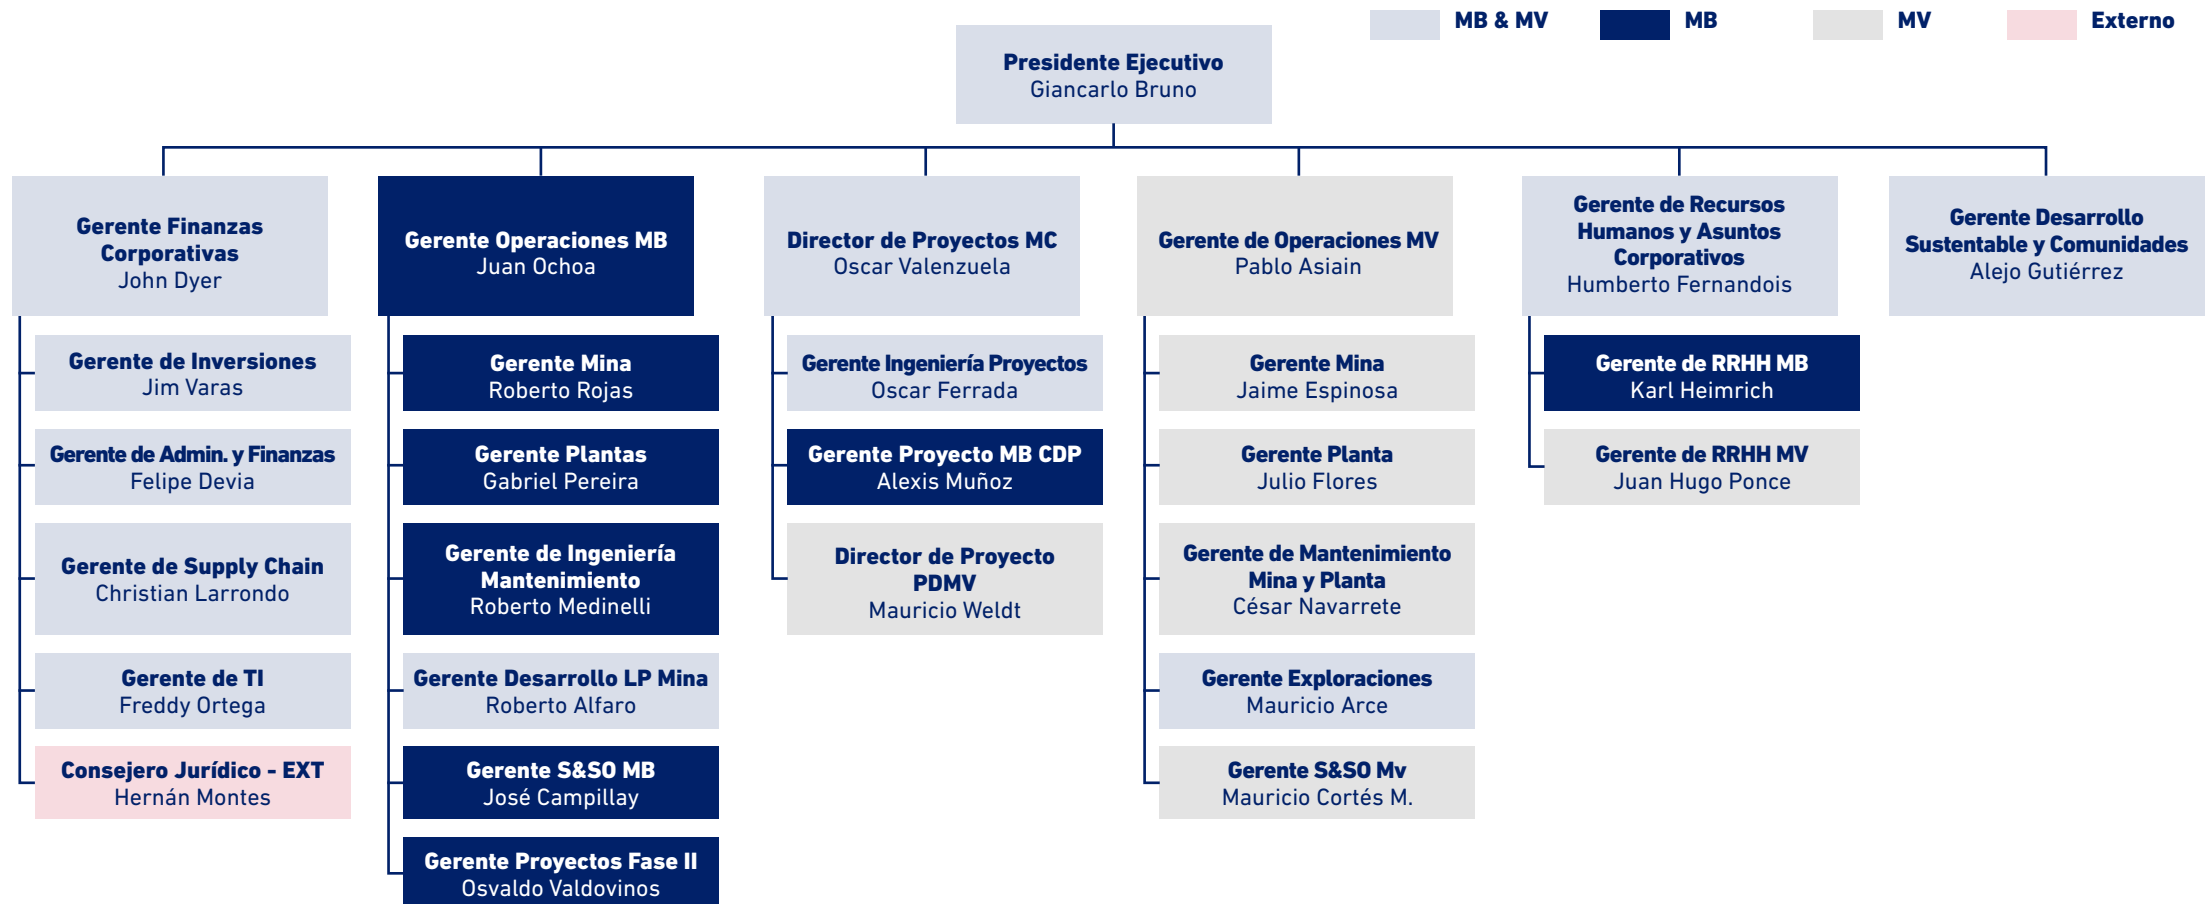 MB & MV
MB
MV
Externo
Presidente Ejecutivo
Giancarlo Bruno
Gerente Finanzas
Corporativas
John Dyer
Gerente de Inversiones
Jim Varas
Gerente de Admin. y Finanzas
Felipe Devia
Gerente de Supply Chain
Christian Larrondo
Gerente de TI
Freddy Ortega
Consejero Jurídico - EXT
Hernán Montes
Gerente Operaciones MB
Juan Ochoa
Gerente Mina
Roberto Rojas
Gerente Plantas
Gabriel Pereira
Gerente de Ingeniería
Mantenimiento
Roberto Medinelli
Gerente Desarrollo LP Mina
Roberto Alfaro
Gerente S&SO MB
José Campillay
Gerente Proyectos Fase II
Osvaldo Valdovinos
Director de Proyectos MC
Oscar Valenzuela
Gerente Ingeniería Proyectos
Oscar Ferrada
Gerente Proyecto MB CDP
Alexis Muñoz
Director de Proyecto
PDMV
Mauricio Weldt
Gerente de Operaciones MV
Pablo Asiain
Gerente Mina
Jaime Espinosa
Gerente Planta
Julio Flores
Gerente de Mantenimiento
Mina y Planta
César Navarrete
Gerente Exploraciones
Mauricio Arce
Gerente S&SO Mv
Mauricio Cortés M.
Gerente de Recursos
Humanos y Asuntos
Corporativos
Humberto Fernandois
Gerente de RRHH MB
Karl Heimrich
Gerente de RRHH MV
Juan Hugo Ponce
Gerente Desarrollo
Sustentable y Comunidades
Alejo Gutiérrez